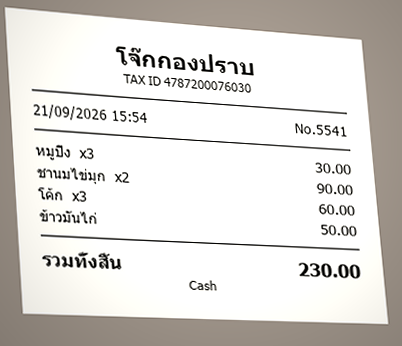 โจ๊กกองปราบ
TAX ID 4787200076030
21/09/2026 15:54 No.5541
หมูปิ้ง x3 30.00
ชานมไข่มุก x2 90.00
โค้ก x3 60.00
ข้าวมันไก่ 50.00
รวมทั้งสิ้น 230.00
Cash